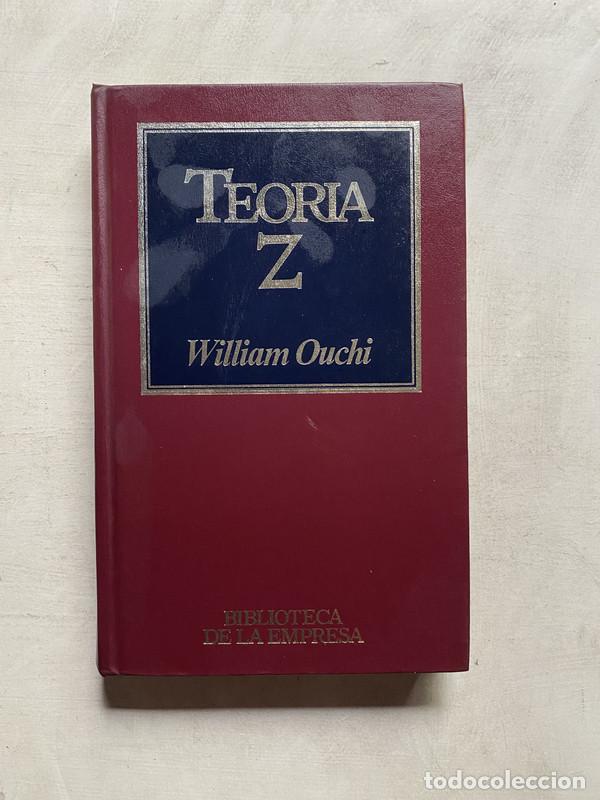 TEORIA
Z
William Ouchi
BIBLIOTECA
DE LA EMPRESA
todocoleccion